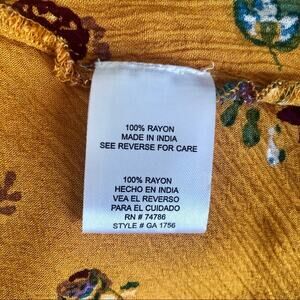 100% RAYON
MADE IN INDIA
SEE REVERSE FOR CARE
100% RAYON
HECHO EN INDIA
VEA EL REVERSO
PARA EL CUIDADO
RN # 74786
STYLE # GA 1756